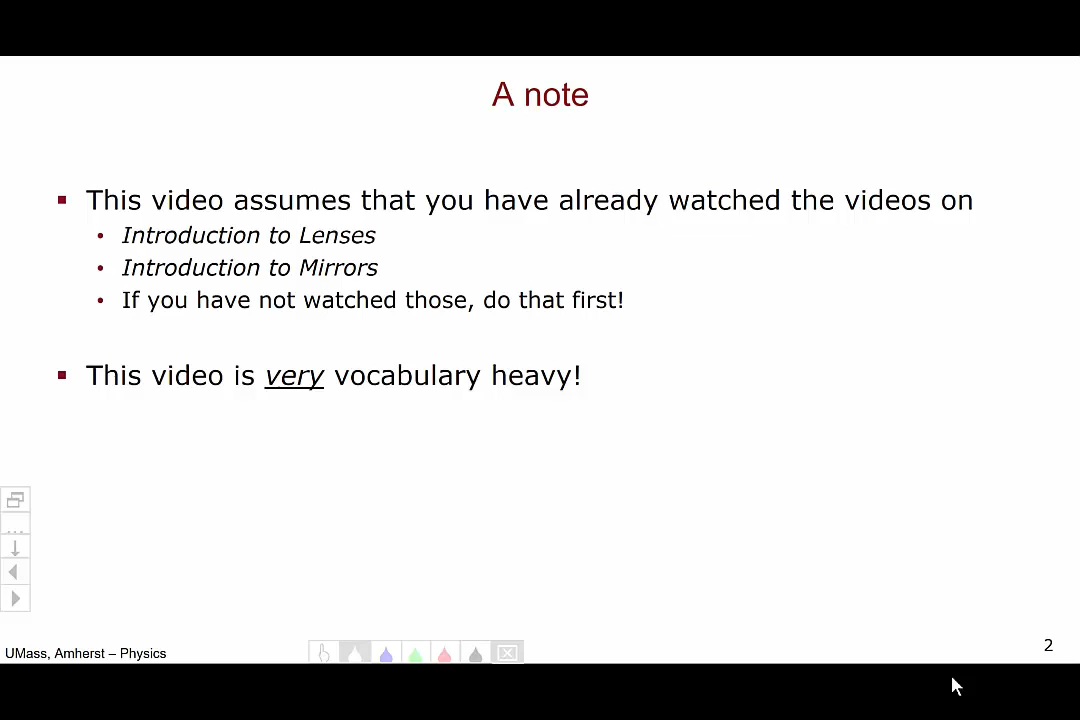 A note
This video assumes that you have already watched the videos on
Introduction to Lenses
Introduction to Mirrors
If you have not watched those, do that first!
This video is very vocabulary heavy!
UMass, Amherst – Physics
2